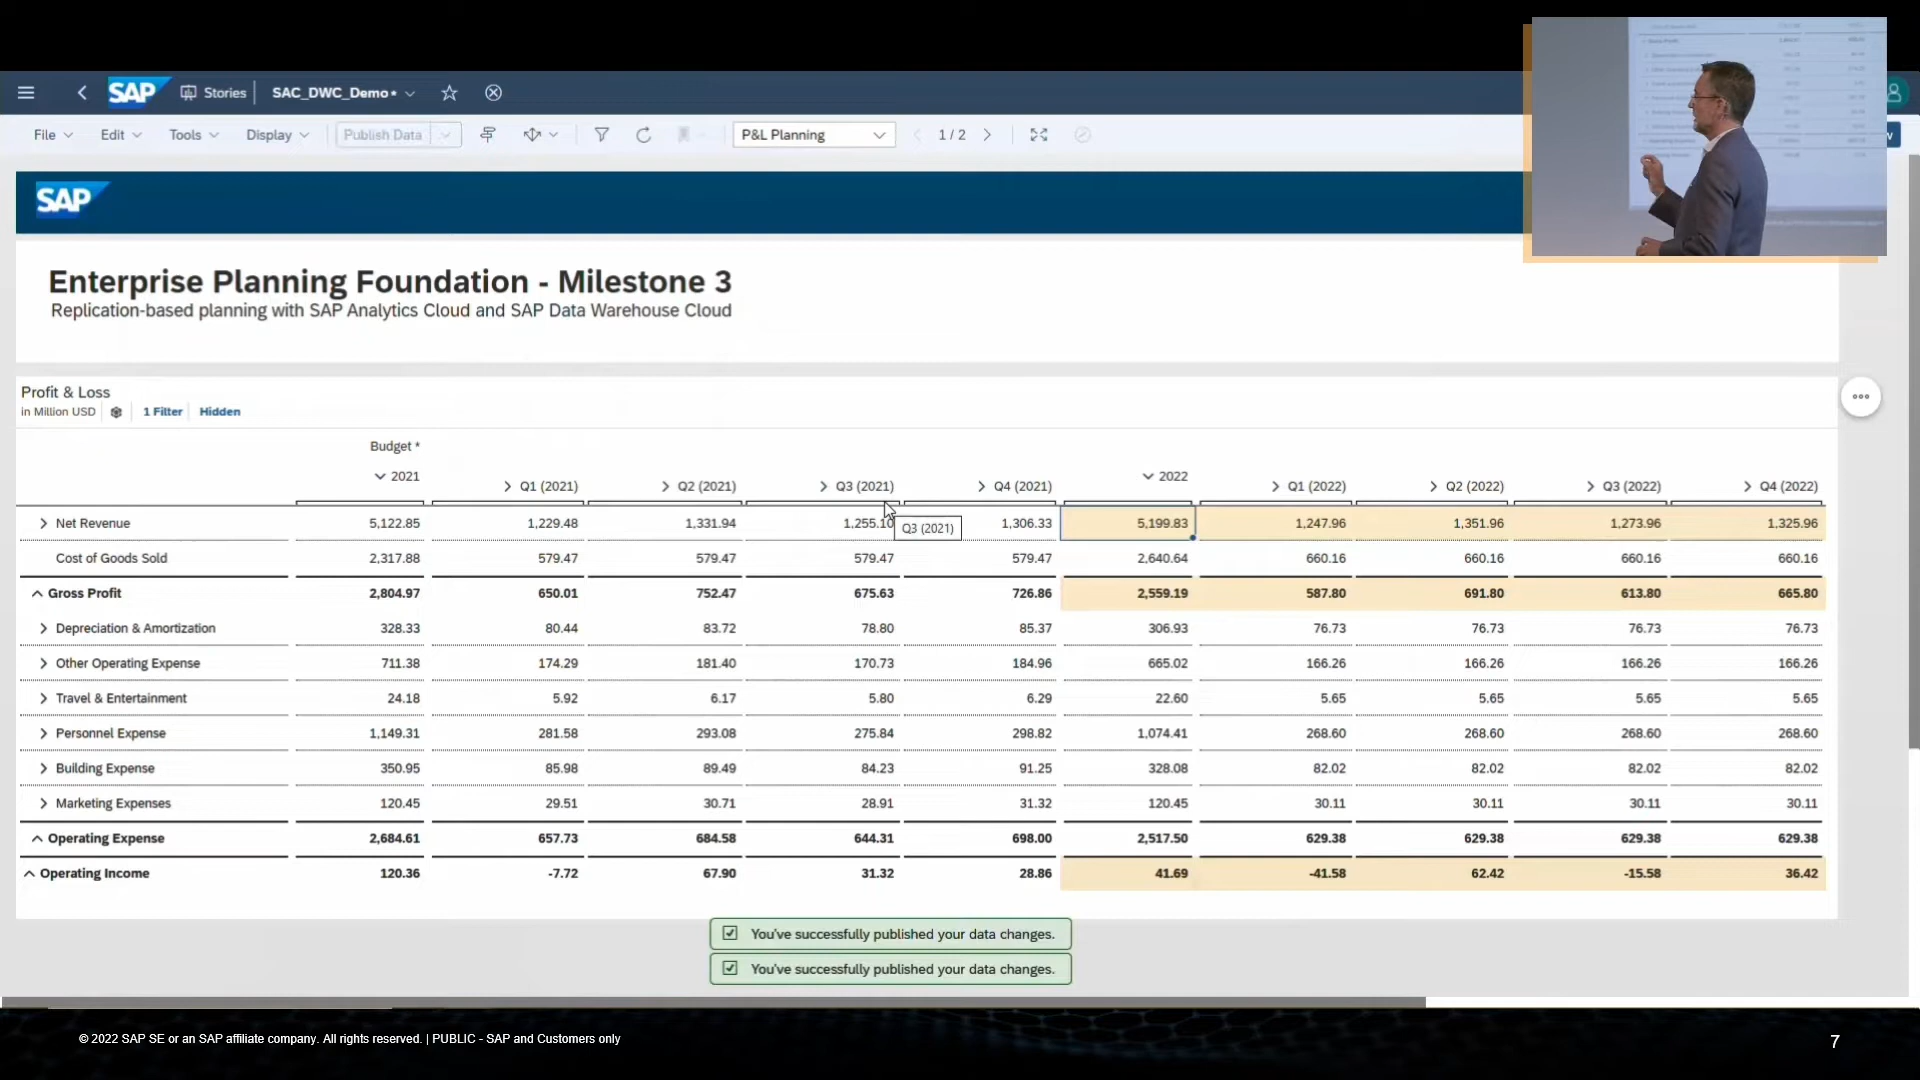 SAP Stories SAC_DWC_Demo*
File Edit Tools Display Publish Data P&L Planning 1 / 2
SAP
Enterprise Planning Foundation - Milestone 3
Replication-based planning with SAP Analytics Cloud and SAP Data Warehouse Cloud
Profit & Loss
in Million USD 1 Filter Hidden
Budget *
2021 Q1 (2021) Q2 (2021) Q3 (2021) Q4 (2021) 2022 Q1 (2022) Q2 (2022) Q3 (2022) Q4 (2022)
Net Revenue 5,122.85 1,229.48 1,331.94 1,255.10 1,306.33 5,199.83 1,247.96 1,351.96 1,273.96 1,325.96
Q3 (2021)
Cost of Goods Sold 2,317.88 579.47 579.47 579.47 579.47 2,640.64 660.16 660.16 660.16 660.16
Gross Profit 2,804.97 650.01 752.47 675.63 726.86 2,559.19 587.80 691.80 613.80 665.80
Depreciation & Amortization 328.33 80.44 83.72 78.80 85.37 306.93 76.73 76.73 76.73 76.73
Other Operating Expense 711.38 174.29 181.40 170.73 184.96 665.02 166.26 166.26 166.26 166.26
Travel & Entertainment 24.18 5.92 6.17 5.80 6.29 22.60 5.65 5.65 5.65 5.65
Personnel Expense 1,149.31 281.58 293.08 275.84 298.82 1,074.41 268.60 268.60 268.60 268.60
Building Expense 350.95 85.98 89.49 84.23 91.25 328.08 82.02 82.02 82.02 82.02
Marketing Expenses 120.45 29.51 30.71 28.91 31.32 120.45 30.11 30.11 30.11 30.11
Operating Expense 2,684.61 657.73 684.58 644.31 698.00 2,517.50 629.38 629.38 629.38 629.38
Operating Income 120.36 -7.72 67.90 31.32 28.86 41.69 -41.58 62.42 -15.58 36.42
You've successfully published your data changes.
You've successfully published your data changes.
© 2022 SAP SE or an SAP affiliate company. All rights reserved. | PUBLIC - SAP and Customers only
7